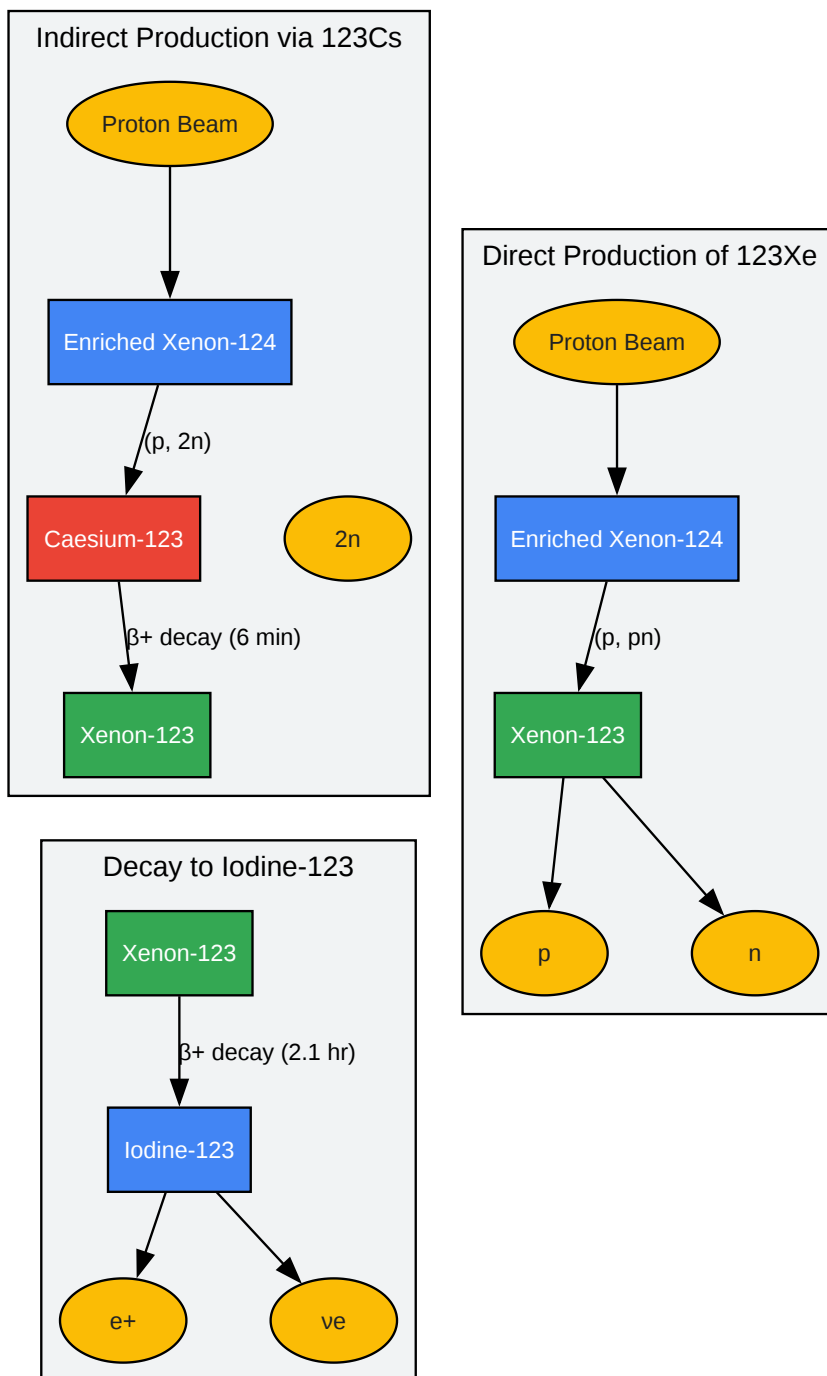 Indirect Production via 123Cs
Proton Beam
Enriched Xenon-124
(p, 2n)
Caesium-123
2n
β+ decay (6 min)
Xenon-123
Direct Production of 123Xe
Proton Beam
Enriched Xenon-124
(p, pn)
Xenon-123
p
n
Decay to Iodine-123
Xenon-123
β+ decay (2.1 hr)
Iodine-123
e+
νe